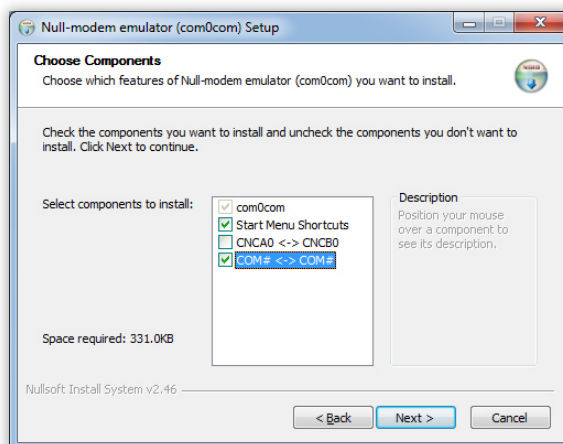 Null-modem emulator (com0com) Setup
Choose Components
Choose which features of Null-modem emulator (com0com) you want to install.
Check the components you want to install and uncheck the components you don't want to
install. Click Next to continue.
Select components to install:
com0com
Start Menu Shortcuts
CNCA0 <-> CNCB0
COM# <-> COM#
Description
Position your mouse
over a component to
see its description.
Space required: 331.0KB
Nullsoft Install System v2.46
< Back
Next >
Cancel